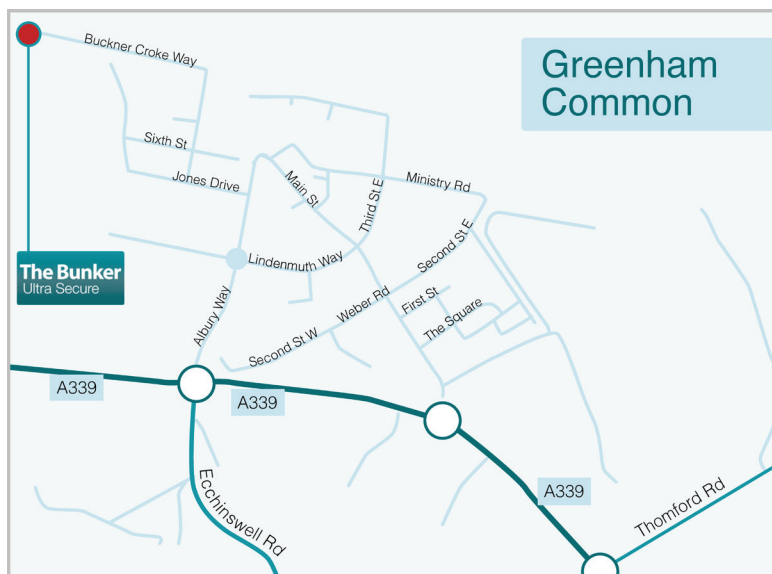 Buckner Croke Way
Greenham
Common
Sixth St
Jones Drive
Main St
Third St E
Ministry Rd
The Bunker
Ultra Secure
Lindenmuth Way
Second St E
Albury Way
Weber Rd
First St
The Square
Second St W
A339
A339
A339
Ecchinswell Rd
Thomford Rd